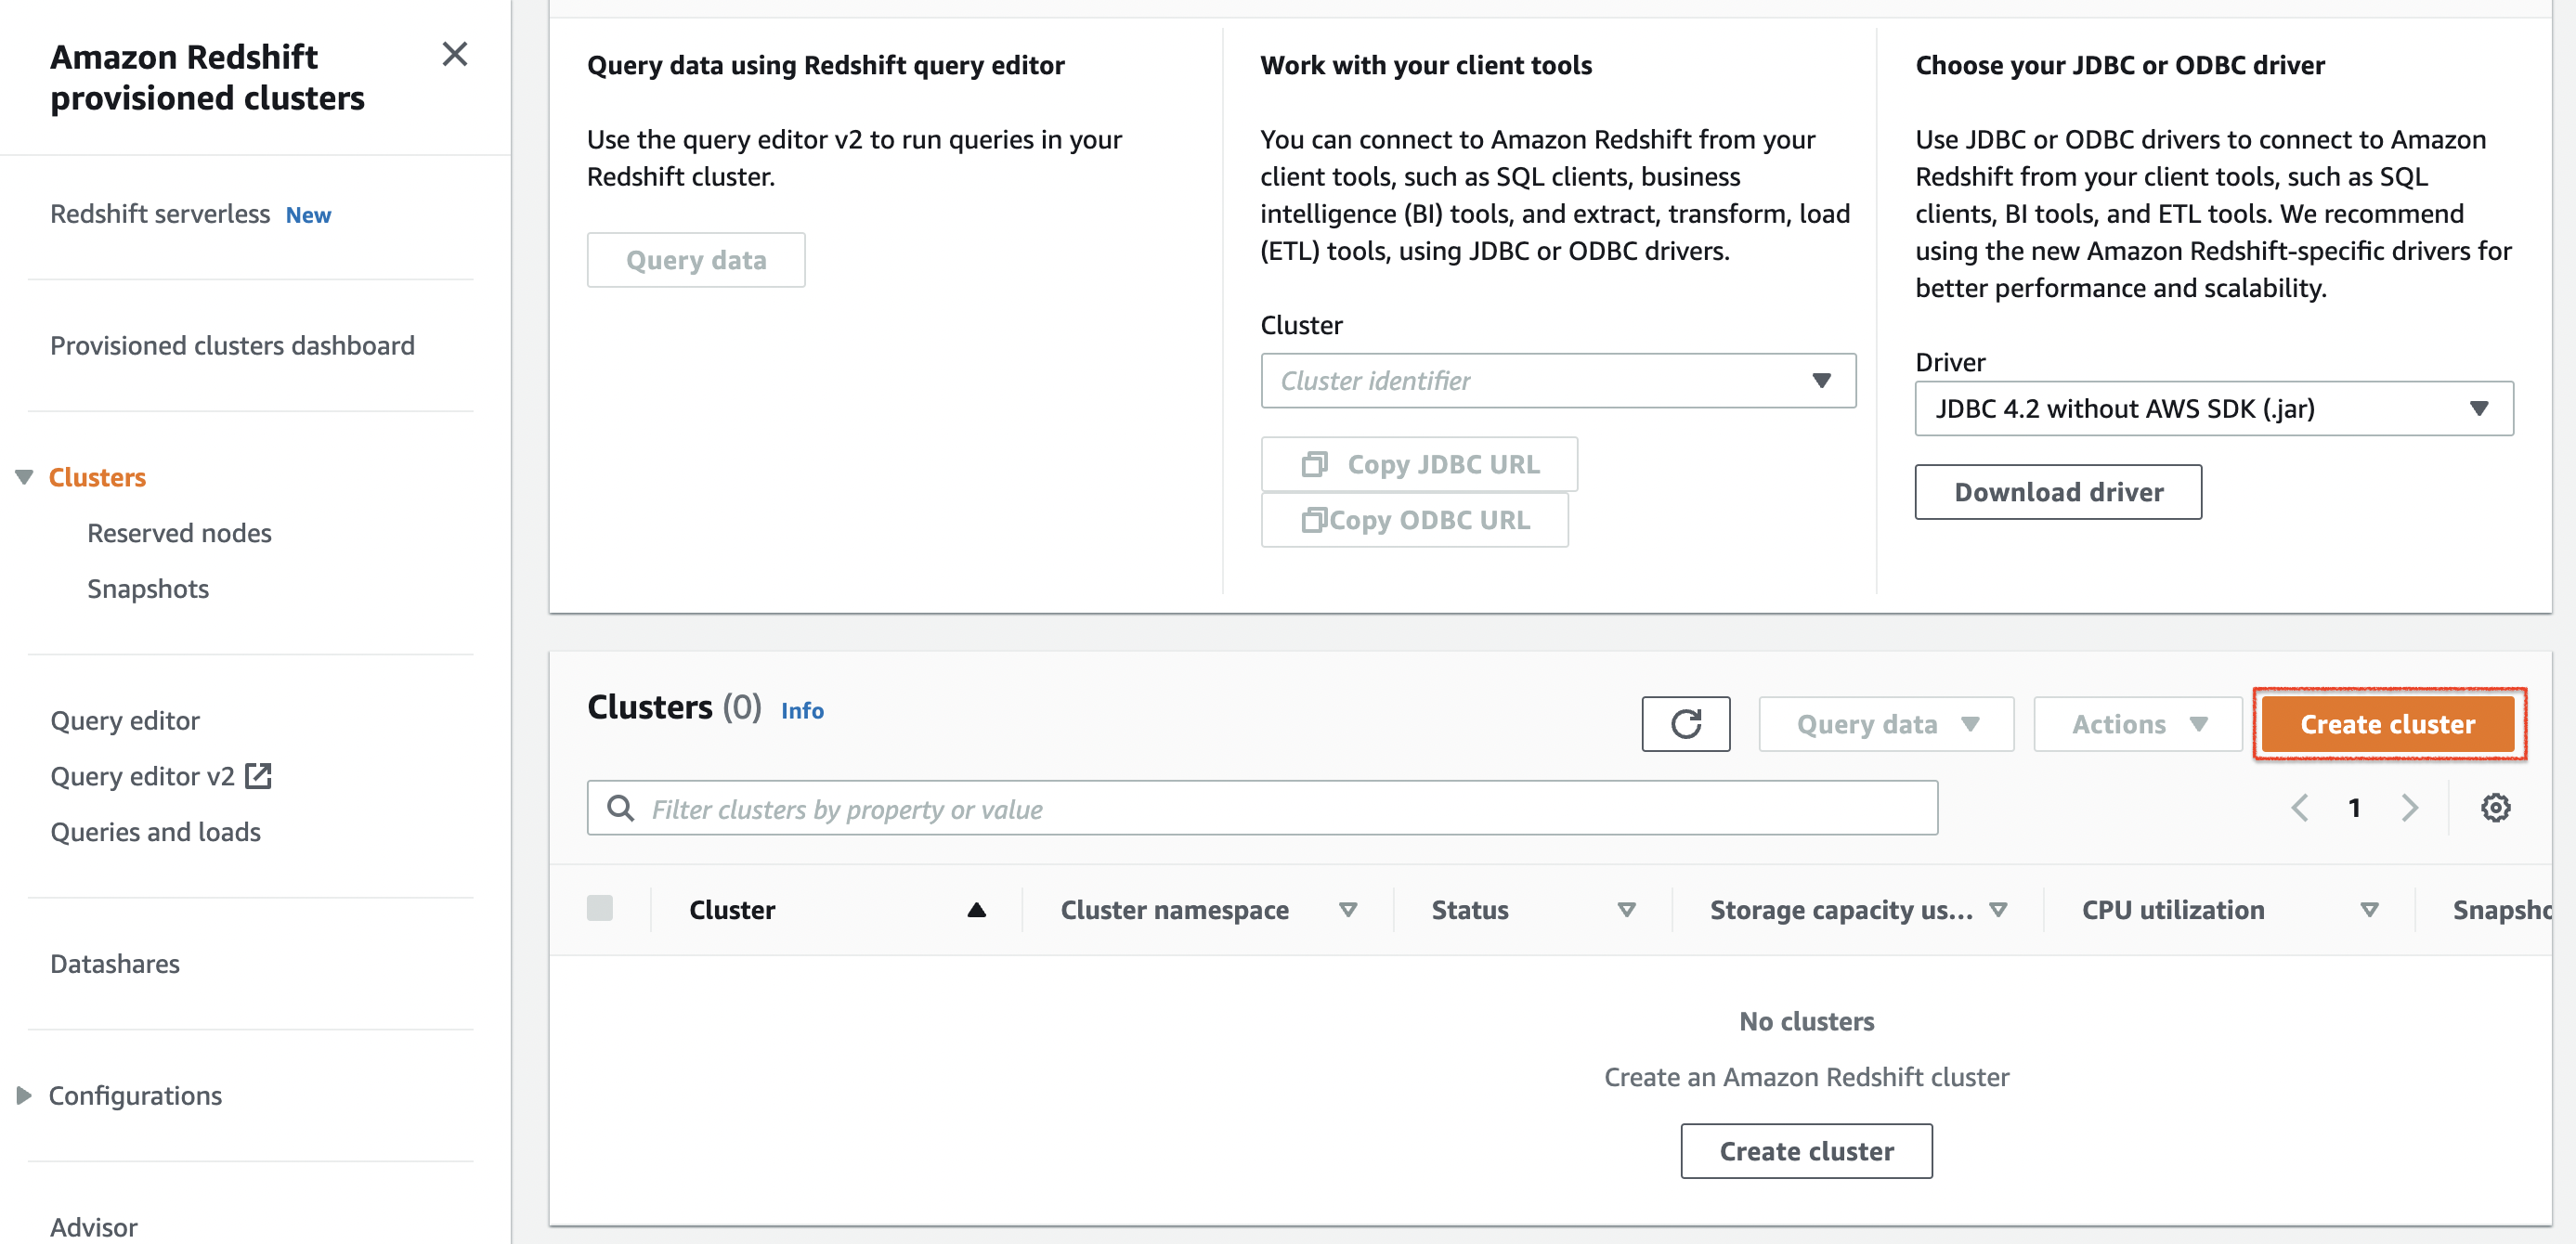 Amazon Redshift
provisioned clusters
Redshift serverless New
Provisioned clusters dashboard
Clusters
Reserved nodes
Snapshots
Query editor
Query editor v2
Queries and loads
Datashares
Configurations
Advisor
Query data using Redshift query editor
Use the query editor v2 to run queries in your
Redshift cluster.
Query data
Work with your client tools
You can connect to Amazon Redshift from your
client tools, such as SQL clients, business
intelligence (BI) tools, and extract, transform, load
(ETL) tools, using JDBC or ODBC drivers.
Cluster
Cluster identifier
Copy JDBC URL
Copy ODBC URL
Choose your JDBC or ODBC driver
Use JDBC or ODBC drivers to connect to Amazon
Redshift from your client tools, such as SQL
clients, BI tools, and ETL tools. We recommend
using the new Amazon Redshift-specific drivers for
better performance and scalability.
Driver
JDBC 4.2 without AWS SDK (.jar)
Download driver
Clusters (0) Info
Query data
Actions
Create cluster
Filter clusters by property or value
1
Cluster Cluster namespace Status Storage capacity us... CPU utilization Snapsho
No clusters
Create an Amazon Redshift cluster
Create cluster